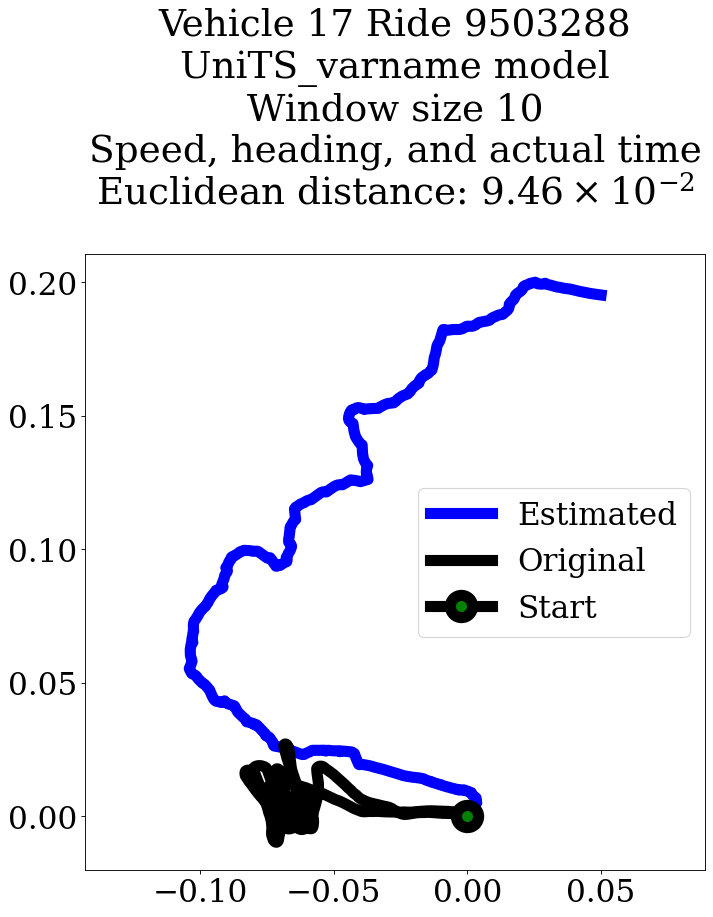 Vehicle 17 Ride 9503288
UniTS_varname model
Window size 10
Speed, heading, and actual time
Euclidean distance: 9.46 × 10⁻²
0.20
0.15
0.10
0.05
0.00
Estimated
Original
Start
−0.10 −0.05 0.00 0.05